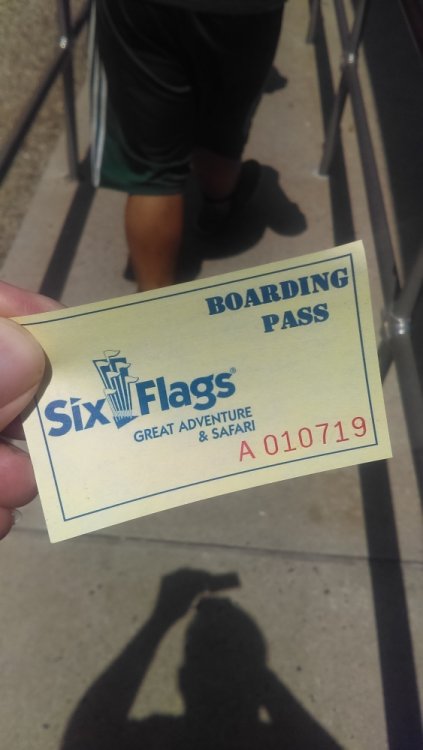 BOARDING
PASS
Six Flags®
GREAT ADVENTURE
& SAFARI
A 010719